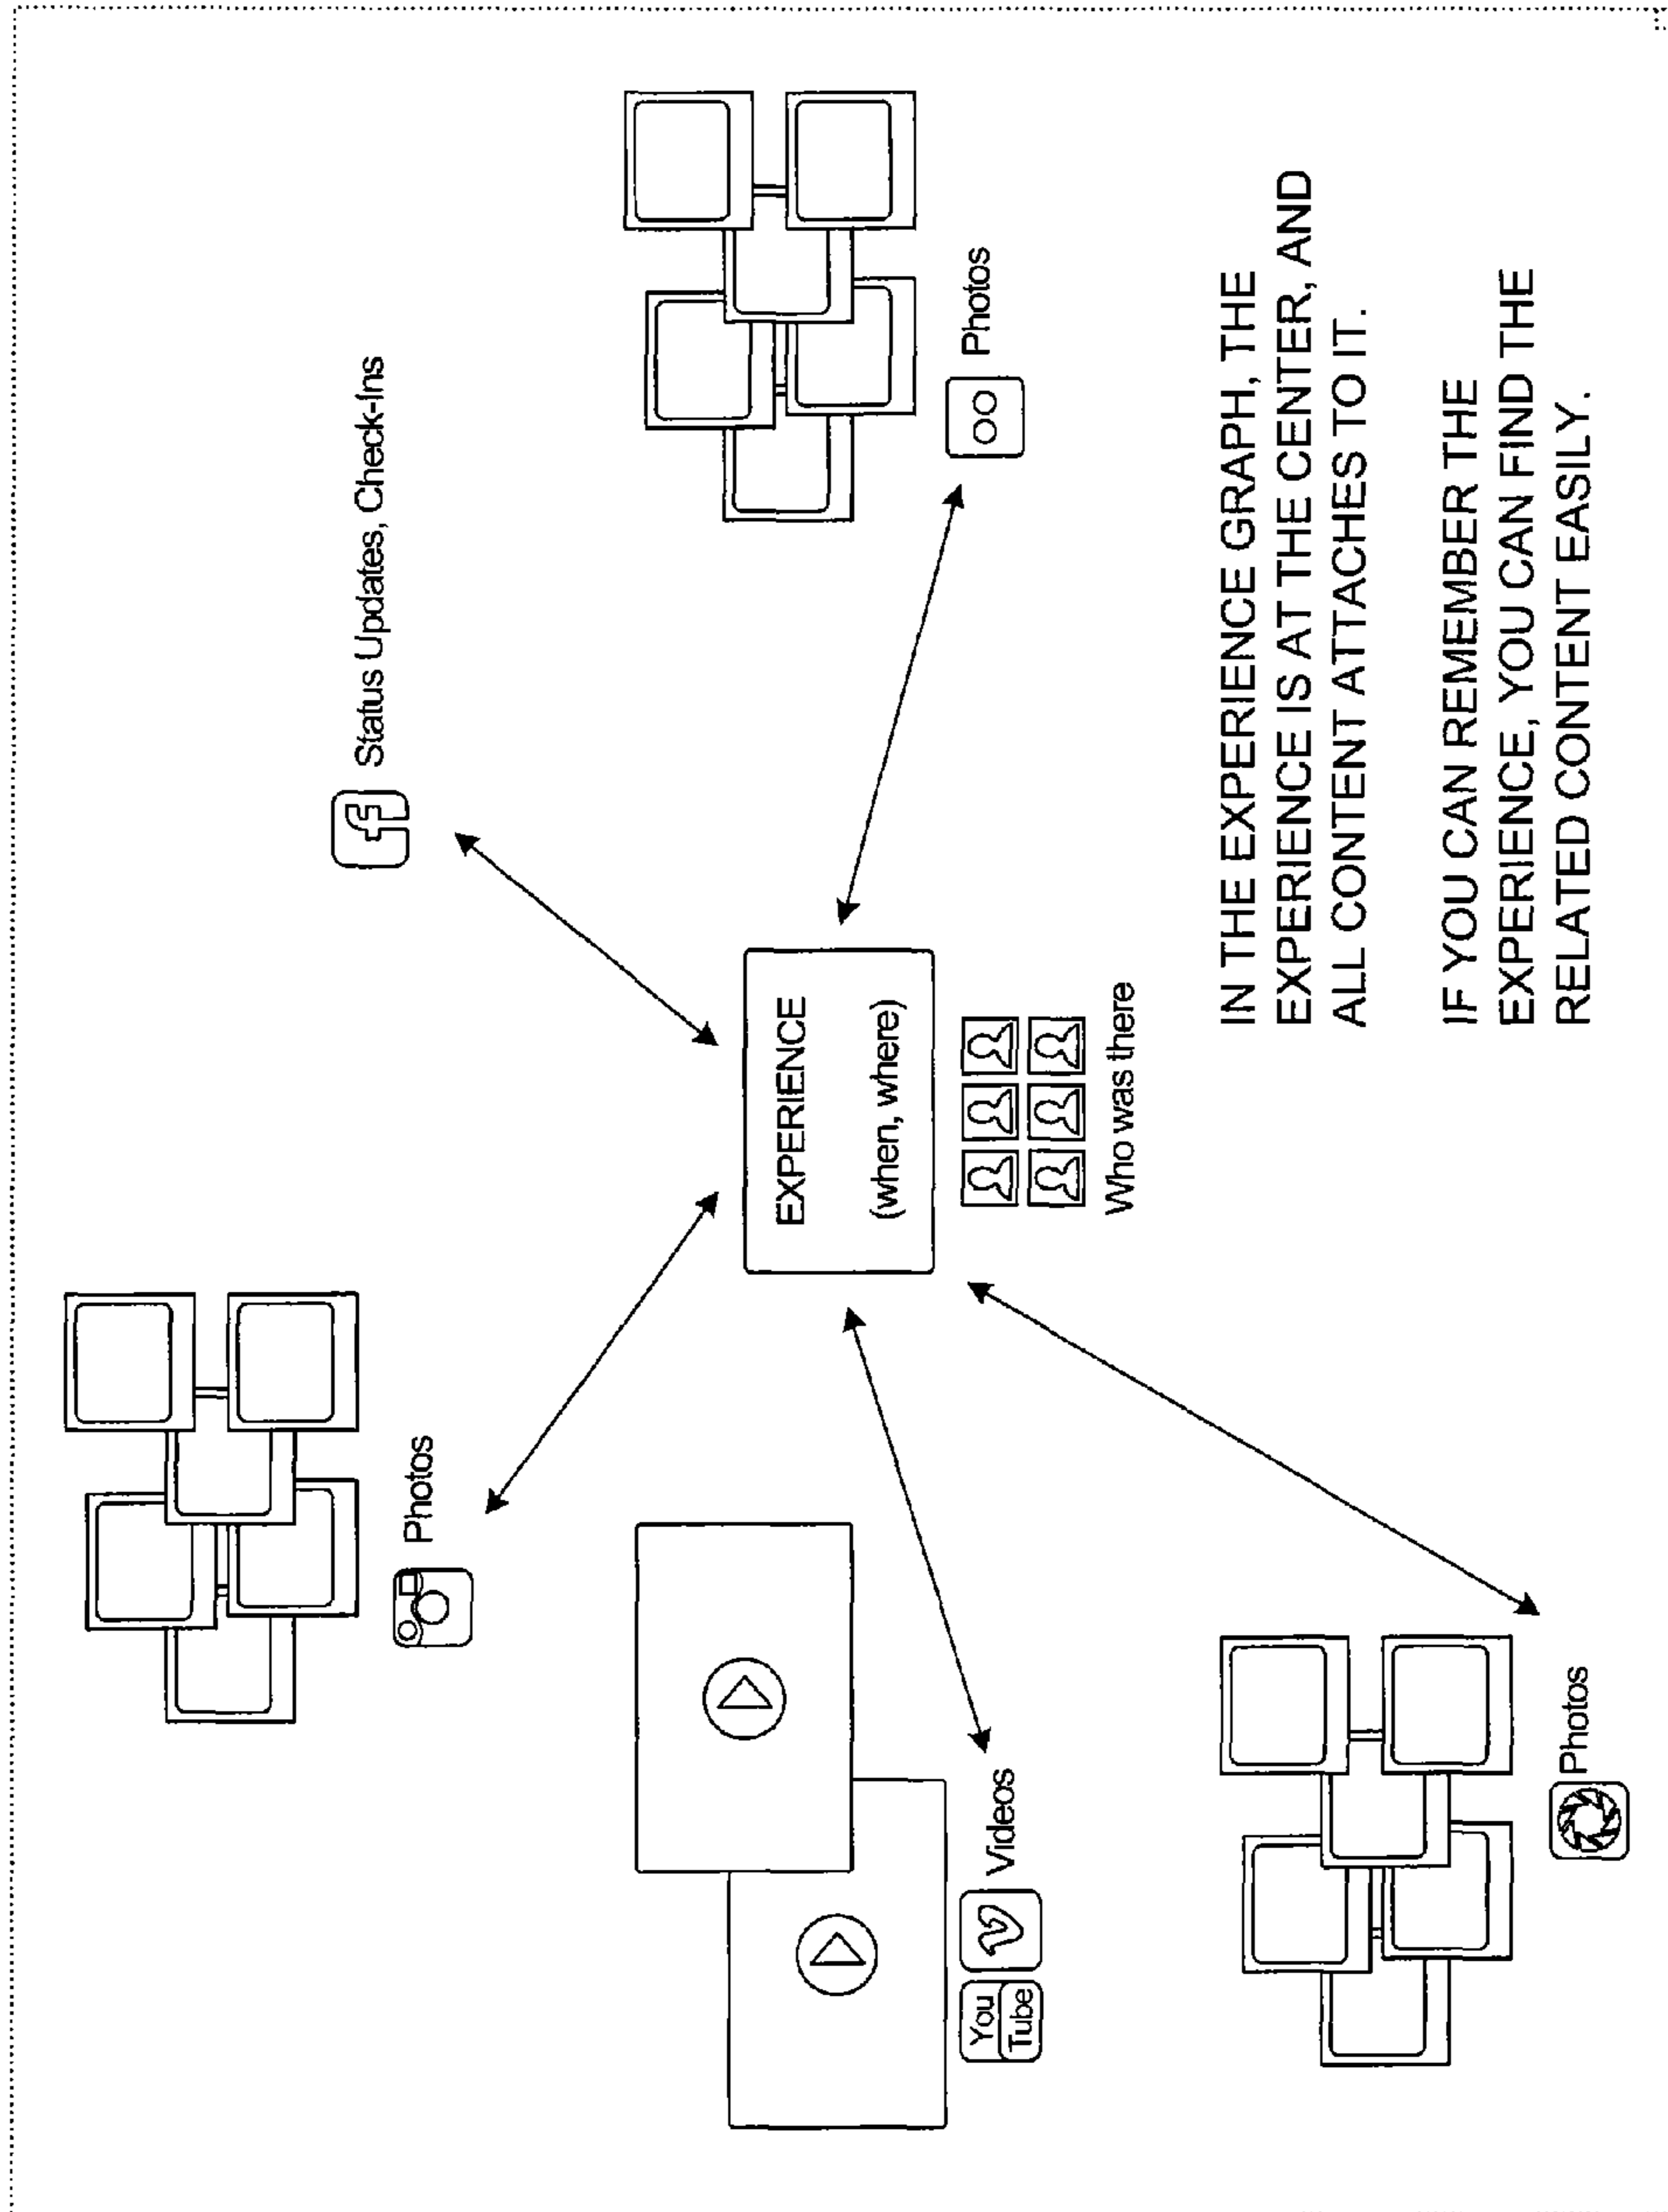 Photos
Status Updates, Check-Ins
f
Videos
You
Tube
EXPERIENCE
(when, where)
Who was there
Photos
Photos
IN THE EXPERIENCE GRAPH, THE
EXPERIENCE IS AT THE CENTER, AND
ALL CONTENT ATTACHES TO IT.
IF YOU CAN REMEMBER THE
EXPERIENCE, YOU CAN FIND THE
RELATED CONTENT EASILY.